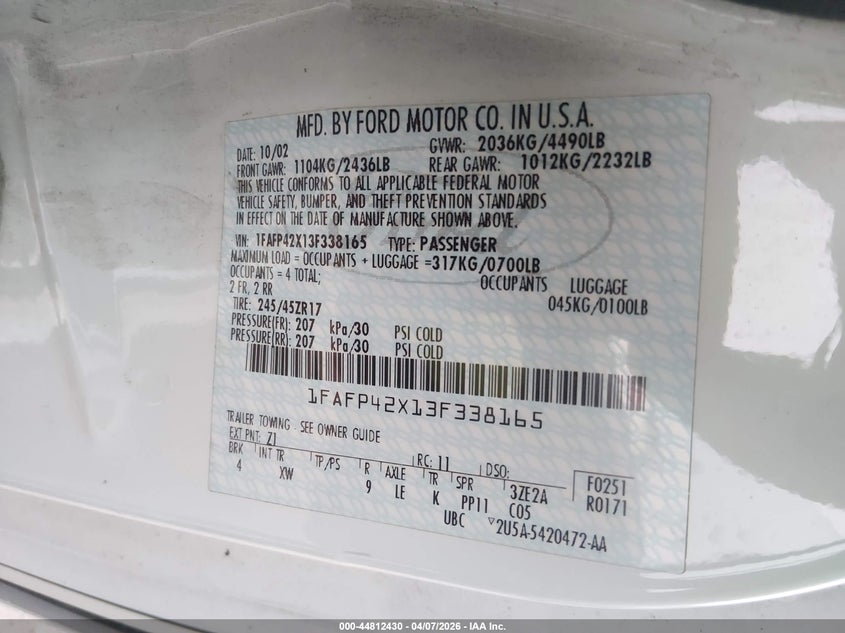 MFD. BY FORD MOTOR CO. IN U.S.A.
DATE: 10/02 GVWR: 2036KG/4490LB
FRONT GAWR: 1104KG/2436LB REAR GAWR: 1012KG/2232LB
THIS VEHICLE CONFORMS TO ALL APPLICABLE FEDERAL MOTOR
VEHICLE SAFETY, BUMPER, AND THEFT PREVENTION STANDARDS
IN EFFECT ON THE DATE OF MANUFACTURE SHOWN ABOVE.
VIN: 1FAFP42X13F338165 TYPE: PASSENGER
MAXIMUM LOAD = OCCUPANTS + LUGGAGE =317KG/0700LB
OCCUPANTS = 4 TOTAL; OCCUPANTS LUGGAGE
2 FR, 2 RR 045KG/0100LB
TIRE: 245/45ZR17
PRESSURE(FR) 207 kPa/30 PSI COLD
PRESSURE(RR) 207 kPa/30 PSI COLD
1FAFP42X13F338165
TRAILER TOWING - SEE OWNER GUIDE
EXT PNT: Z1 RC: 11 DSO:
BRK INT TR TP/PS R AXLE TR SPR 3ZE2A F0251
4 XW 9 LE K PP11 C05 R0171
UBC ▽2U5A-5420472-AA
000-44812430 - 04/07/2026 - IAA Inc.